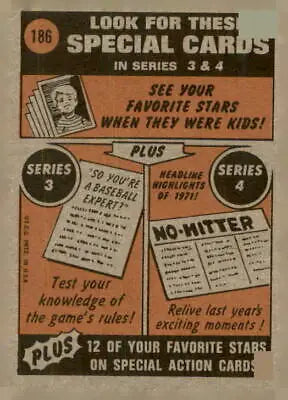 186
LOOK FOR THESE
SPECIAL CARDS
IN SERIES 3 & 4
SEE YOUR
FAVORITE STARS
WHEN THEY WERE KIDS!
PLUS
SERIES
3
"SO YOU'RE
A BASEBALL
EXPERT?"
Test your
knowledge of
the game's rules!
HEADLINE
HIGHLIGHTS
OF 1971!
SERIES
4
NO-HITTER
Relive last year's
exciting moments!
PLUS
12 OF YOUR FAVORITE STARS
ON SPECIAL ACTION CARDS